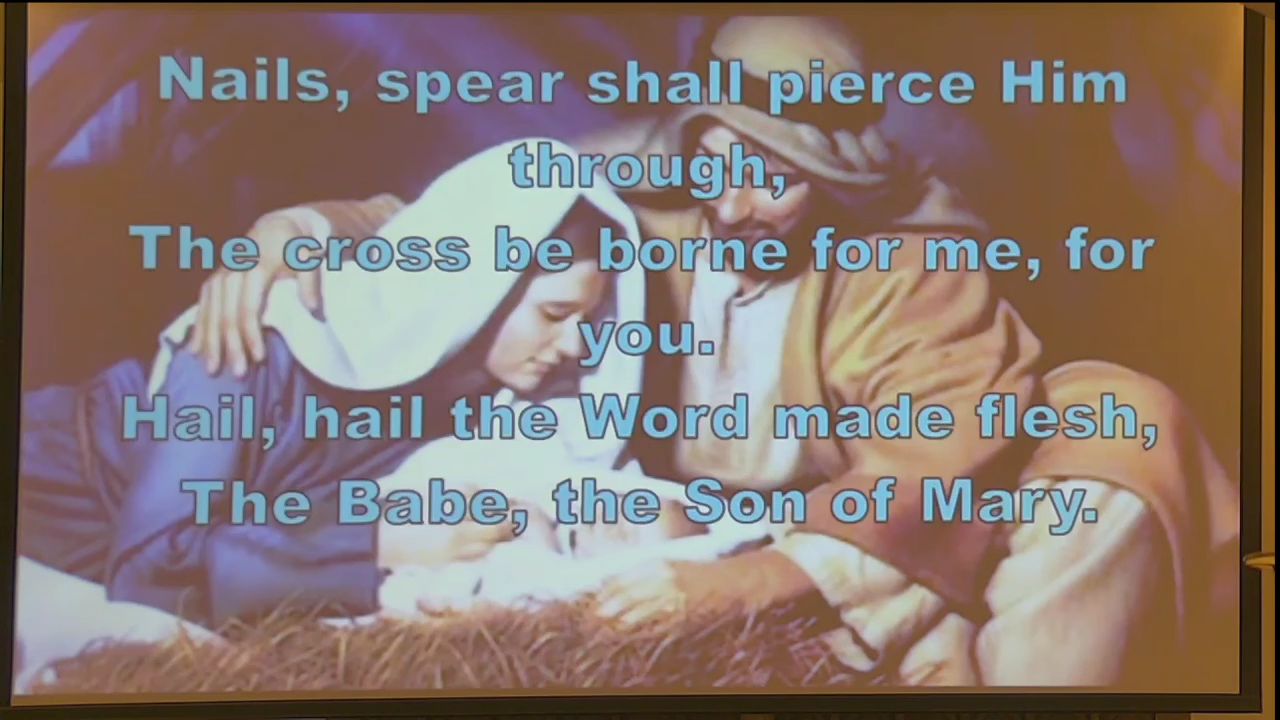 Nails, spear shall pierce Him
through,
The cross be borne for me, for
you.
Hail, hail the Word made flesh,
The Babe, the Son of Mary.